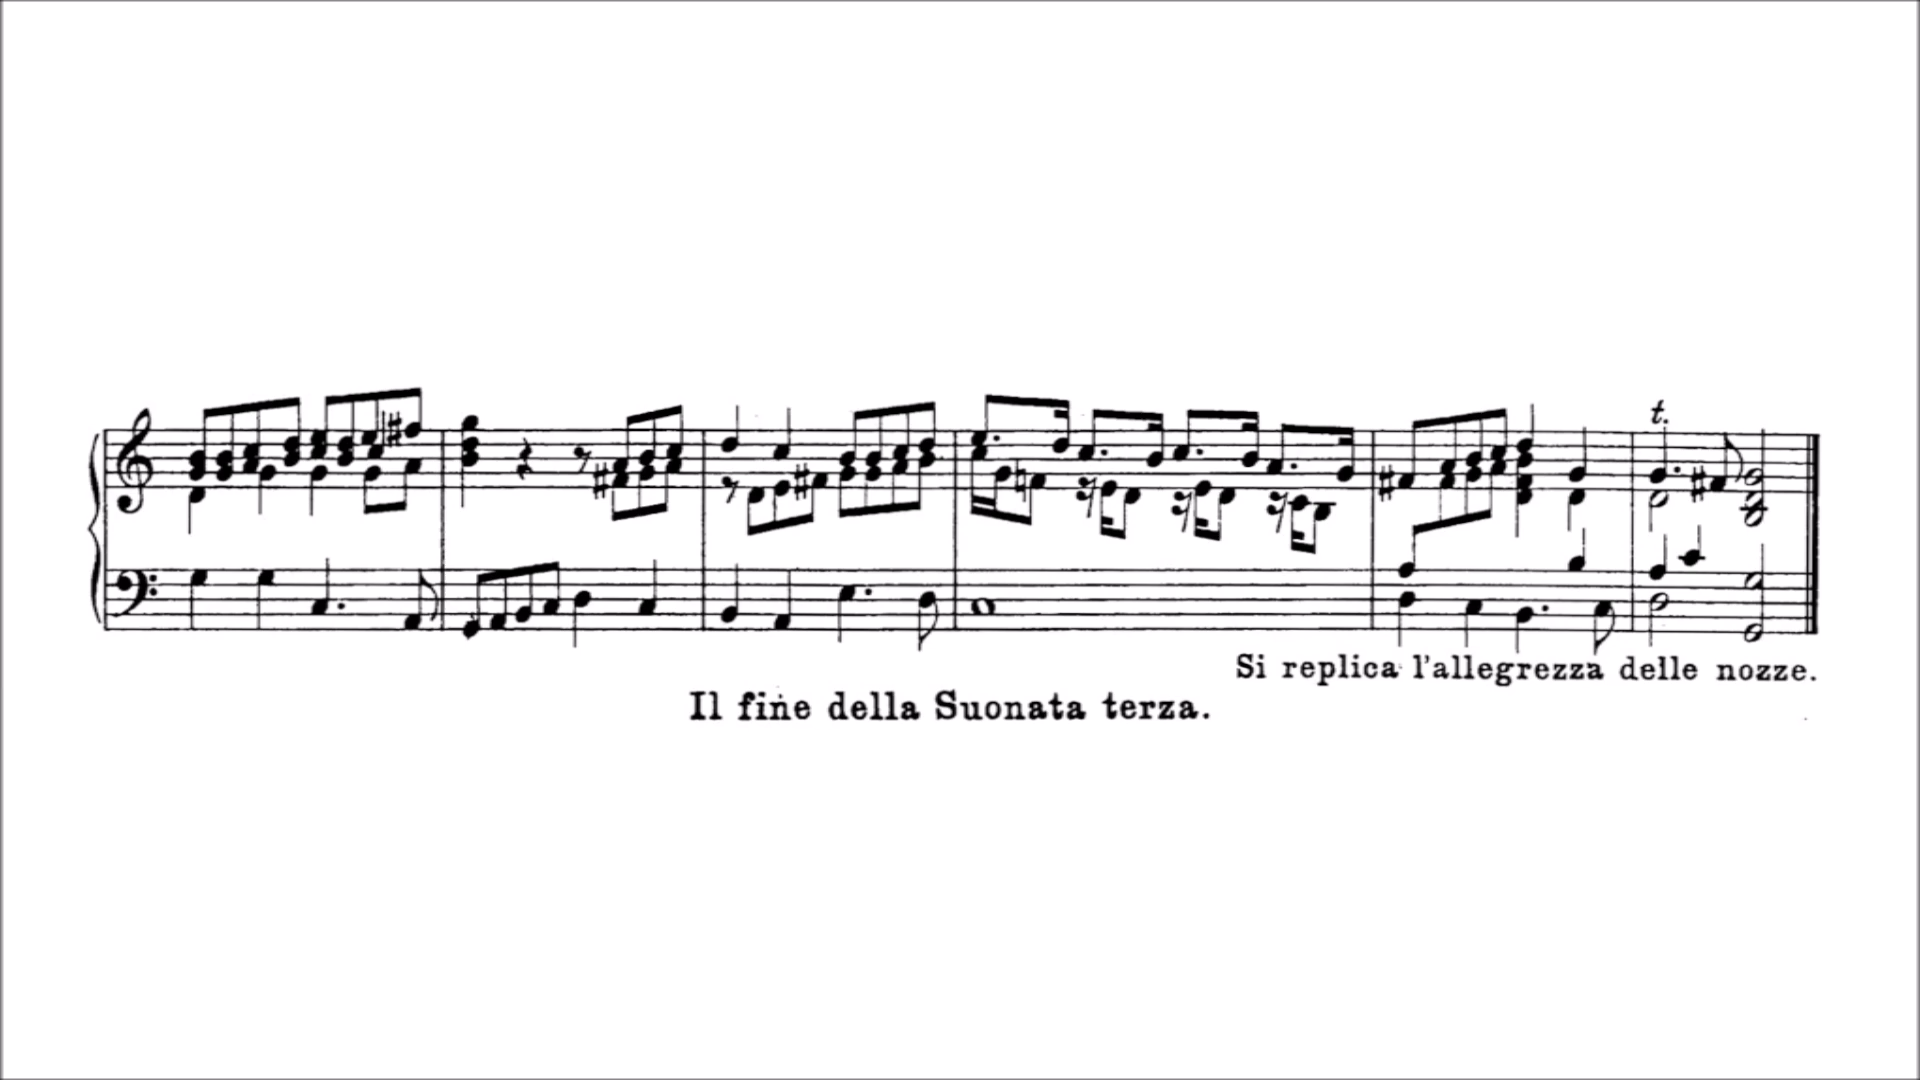 t.
Si replica l'allegrezza delle nozze.
Il fine della Suonata terza.